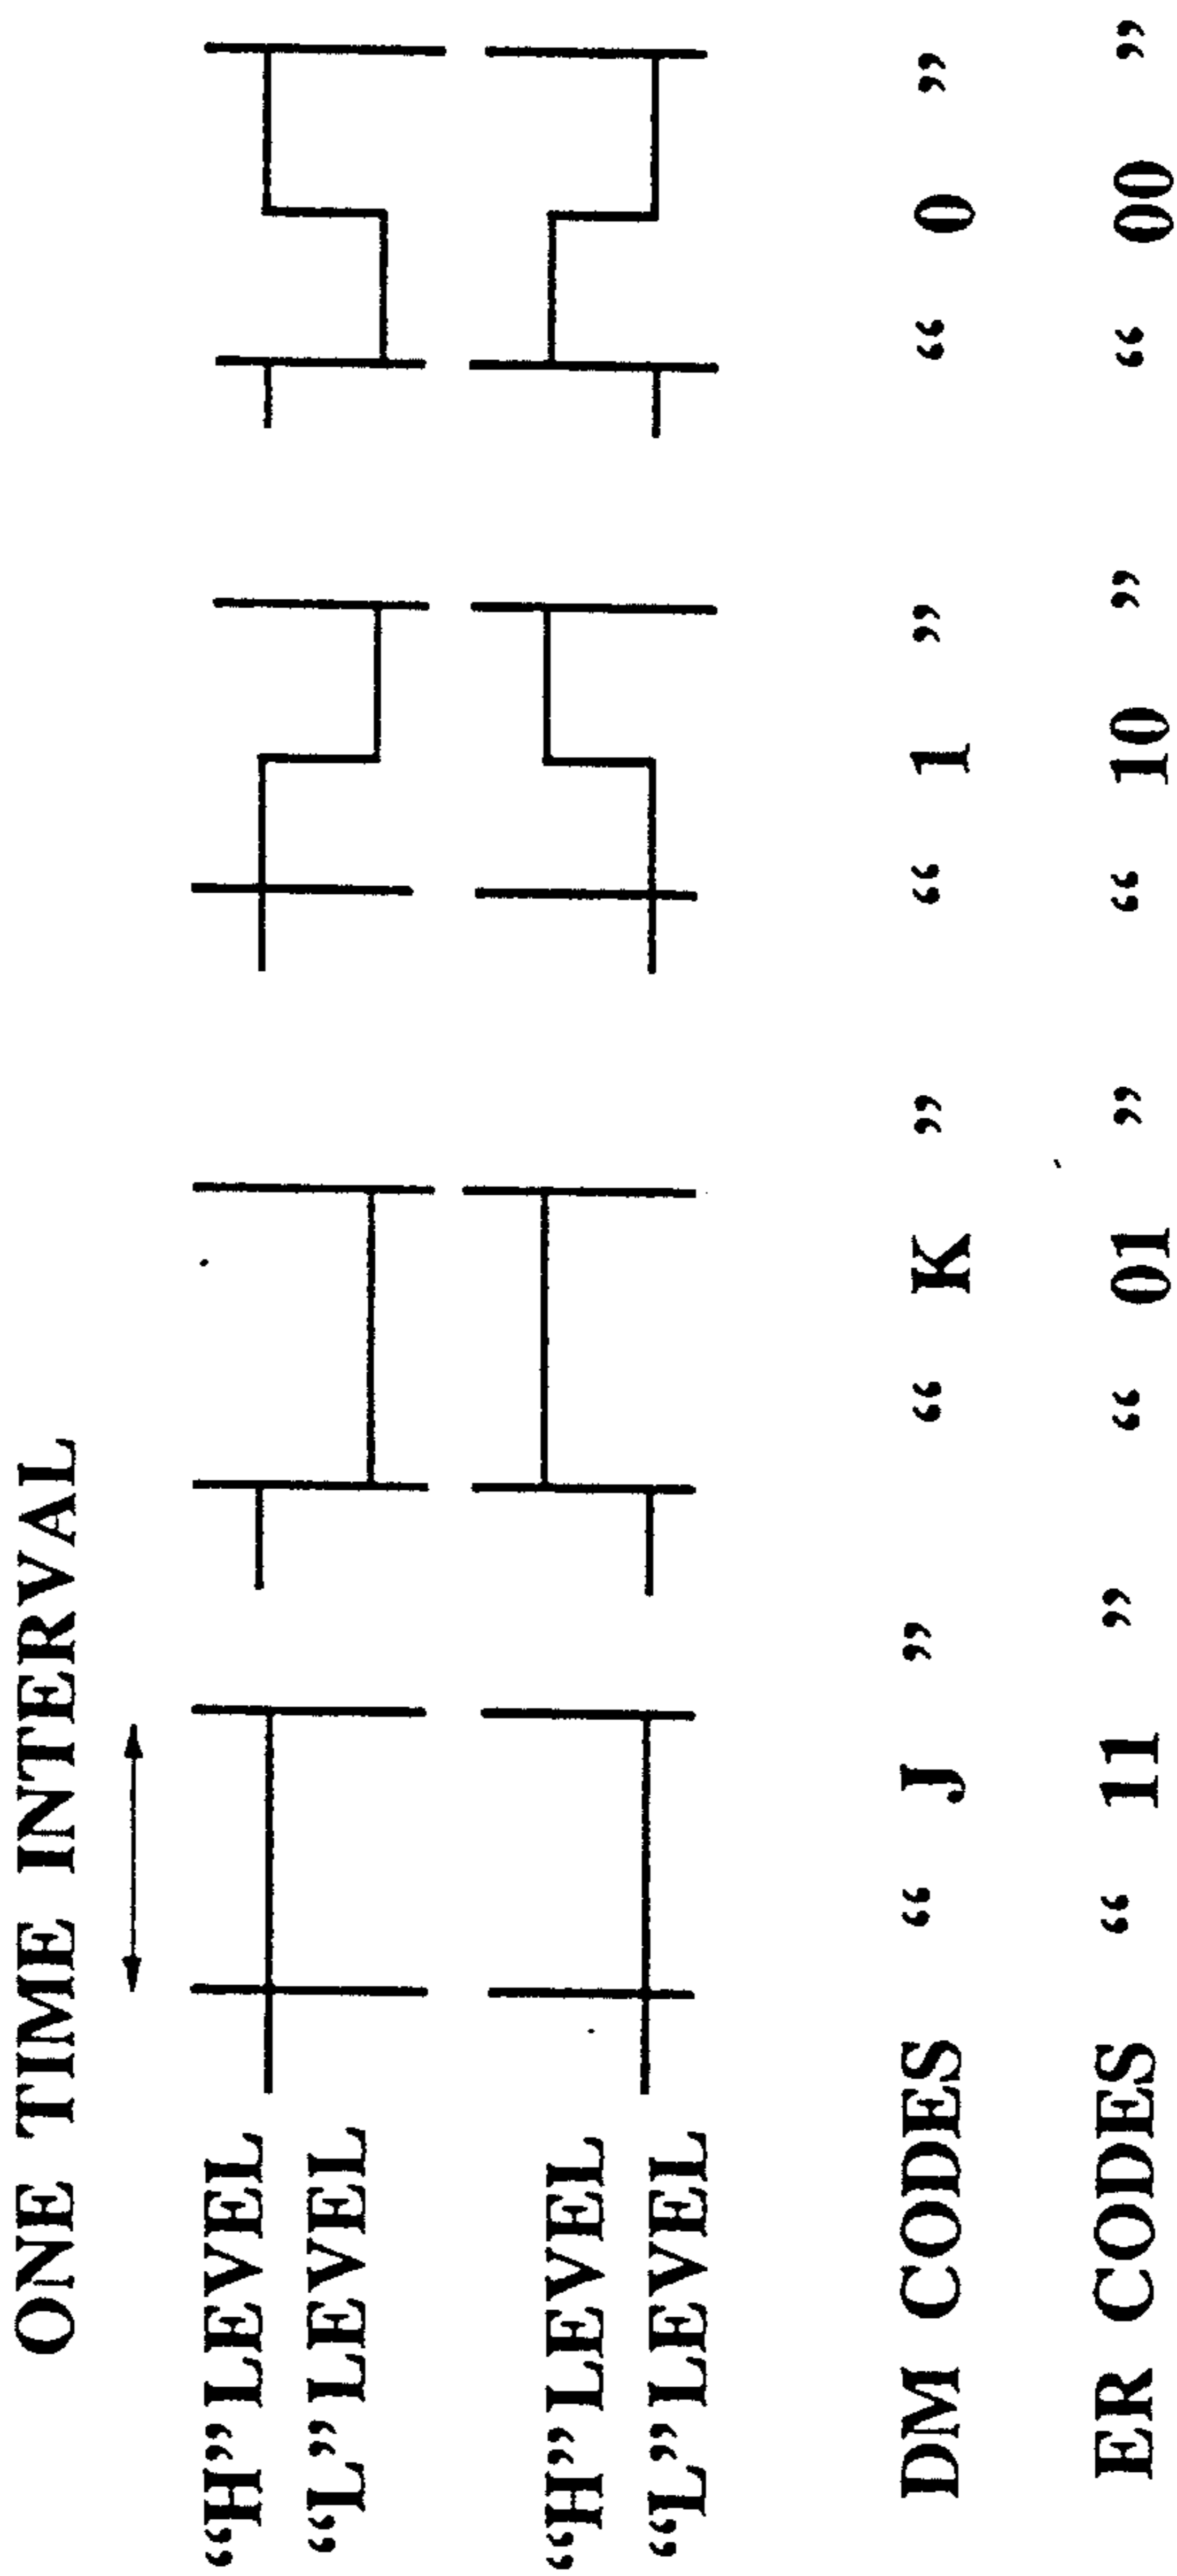 ONE TIME INTERVAL
“H” LEVEL
“L” LEVEL
“H” LEVEL
“L” LEVEL
DM CODES “ J ” “ K ” “ 1 ” “ 0 ”
ER CODES “ 11 ” “ 01 ” “ 10 ” “ 00 ”